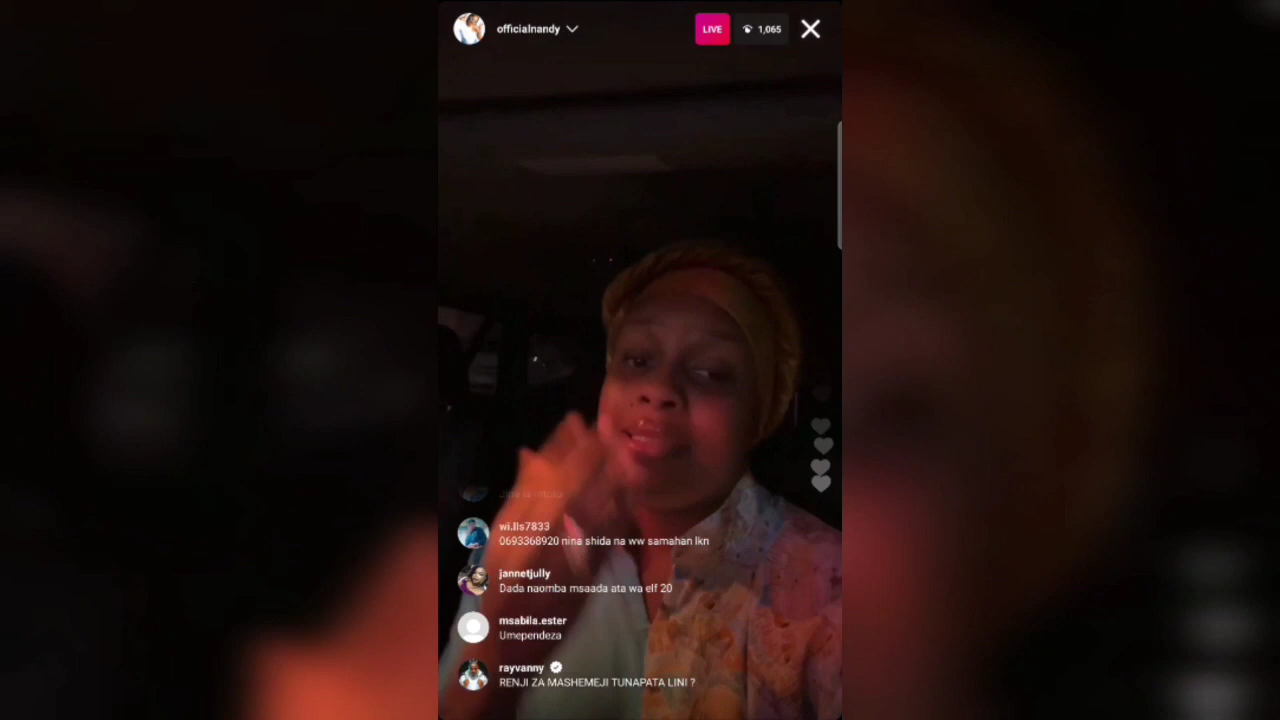 officialnandy
LIVE
1,065
wi.lls7833
0693368920 nina shida na ww samahan lkn
jannetjully
Dada naomba msaada ata wa elf 20
msabila.ester
Umependeza
rayvanny
RENJI ZA MASHEMEJI TUNAPATA LINI ?